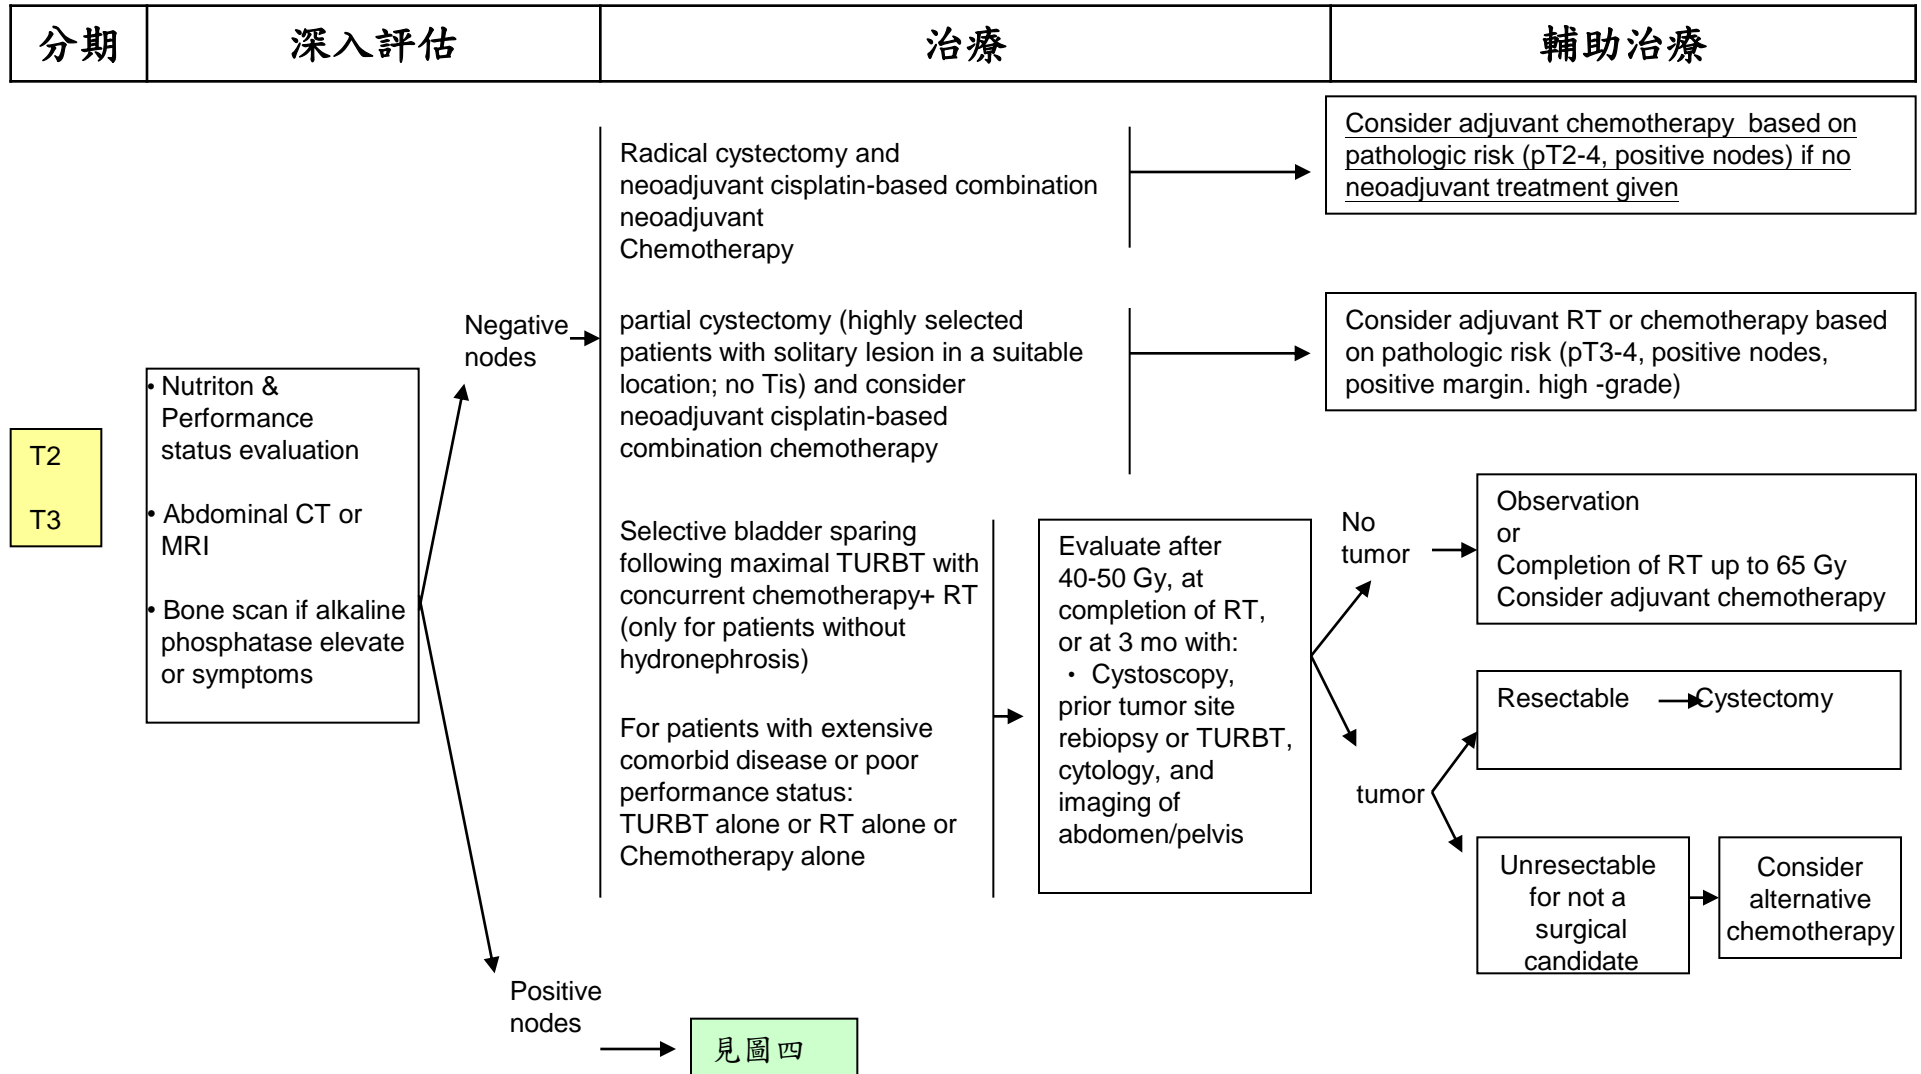 分期
深入評估
治療
輔助治療
T2
T3
• Nutriton &
Performance
status evaluation
• Abdominal CT or
MRI
• Bone scan if alkaline
phosphatase elevate
or symptoms
Negative
nodes
Radical cystectomy and
neoadjuvant cisplatin-based combination
neoadjuvant
Chemotherapy
Consider adjuvant chemotherapy based on
pathologic risk (pT2-4, positive nodes) if no
neoadjuvant treatment given
partial cystectomy (highly selected
patients with solitary lesion in a suitable
location; no Tis) and consider
neoadjuvant cisplatin-based
combination chemotherapy
Consider adjuvant RT or chemotherapy based
on pathologic risk (pT3-4, positive nodes,
positive margin. high -grade)
Selective bladder sparing
following maximal TURBT with
concurrent chemotherapy+ RT
(only for patients without
hydronephrosis)
For patients with extensive
comorbid disease or poor
performance status:
TURBT alone or RT alone or
Chemotherapy alone
Evaluate after
40-50 Gy, at
completion of RT,
or at 3 mo with:
・ Cystoscopy,
prior tumor site
rebiopsy or TURBT,
cytology, and
imaging of
abdomen/pelvis
No
tumor
Observation
or
Completion of RT up to 65 Gy
Consider adjuvant chemotherapy
tumor
Resectable
Cystectomy
Unresectable
for not a
surgical
candidate
Consider
alternative
chemotherapy
Positive
nodes
見圖四